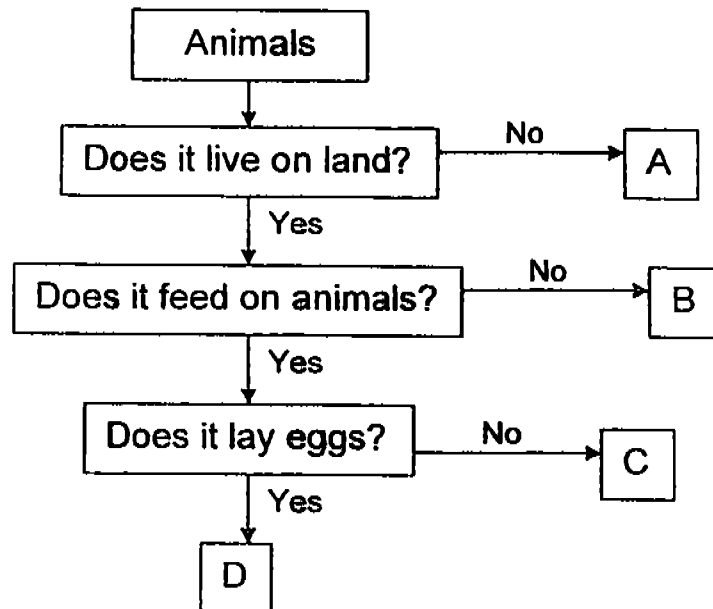 Animals
Does it live on land?
No
A
Yes
Does it feed on animals?
No
B
Yes
Does it lay eggs?
No
C
Yes
D